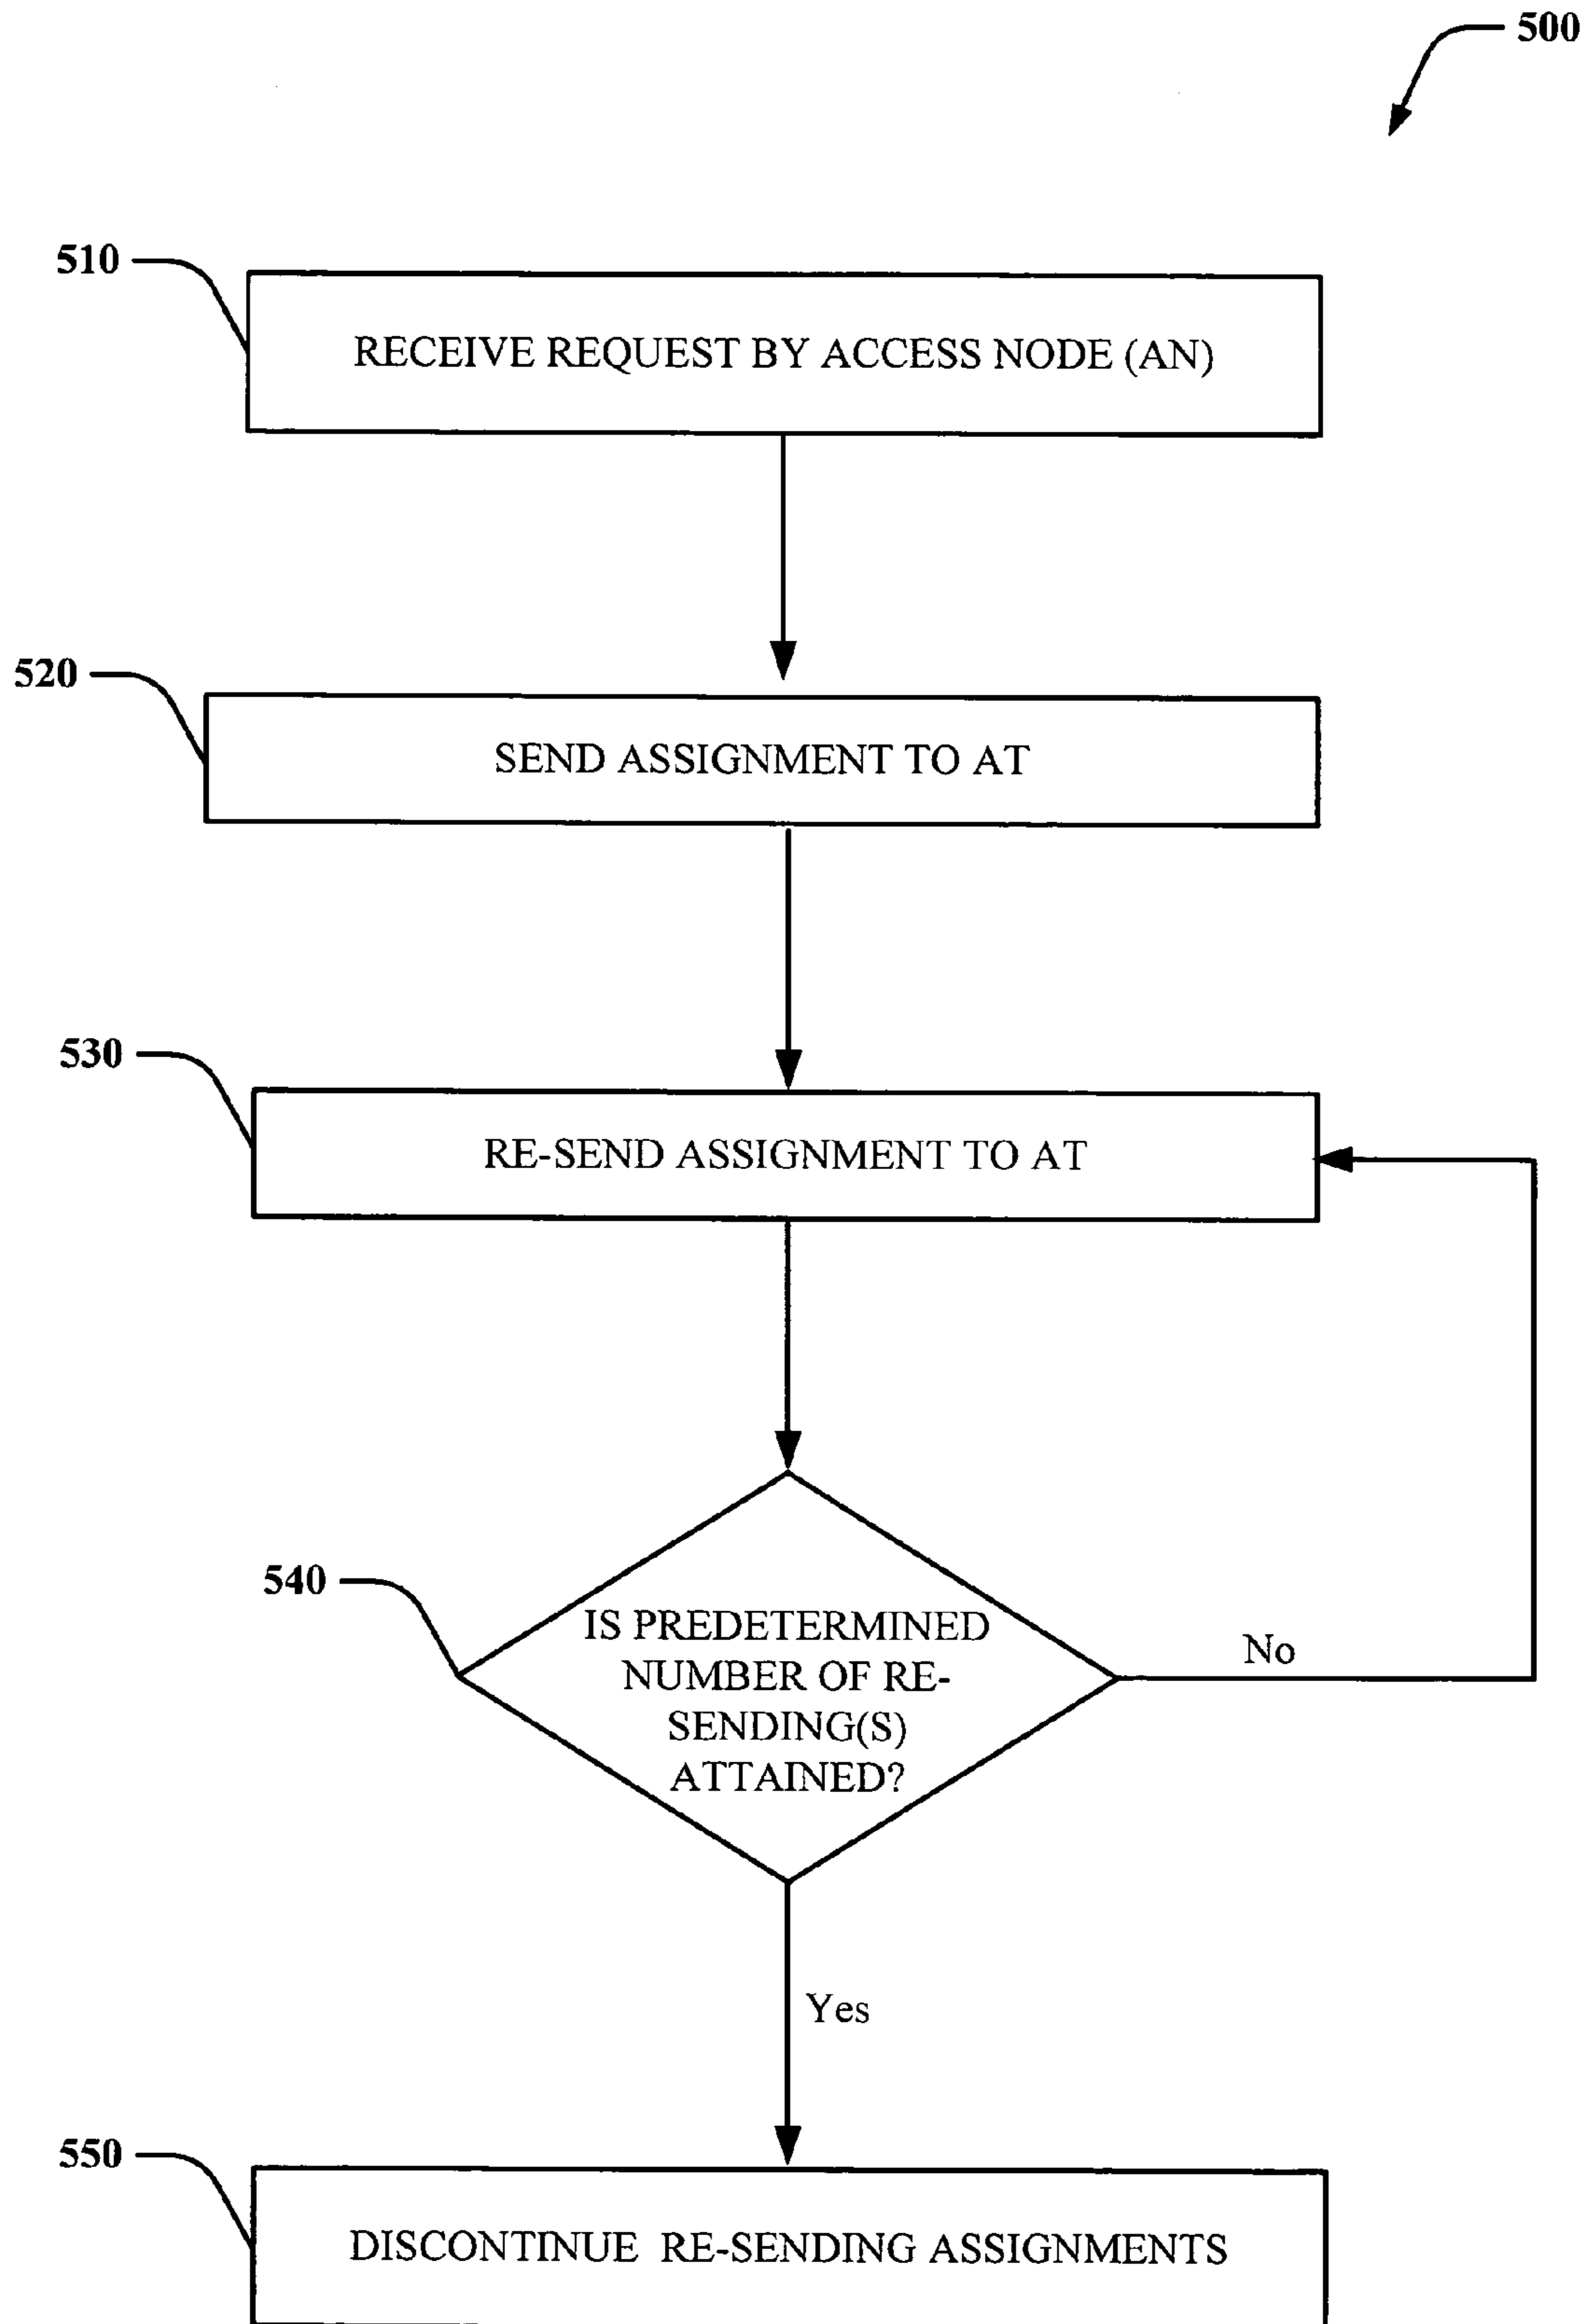 500
510
RECEIVE REQUEST BY ACCESS NODE (AN)
520
SEND ASSIGNMENT TO AT
530
RE-SEND ASSIGNMENT TO AT
540
IS PREDETERMINED
NUMBER OF RE-
SENDING(S)
ATTAINED?
No
Yes
550
DISCONTINUE RE-SENDING ASSIGNMENTS